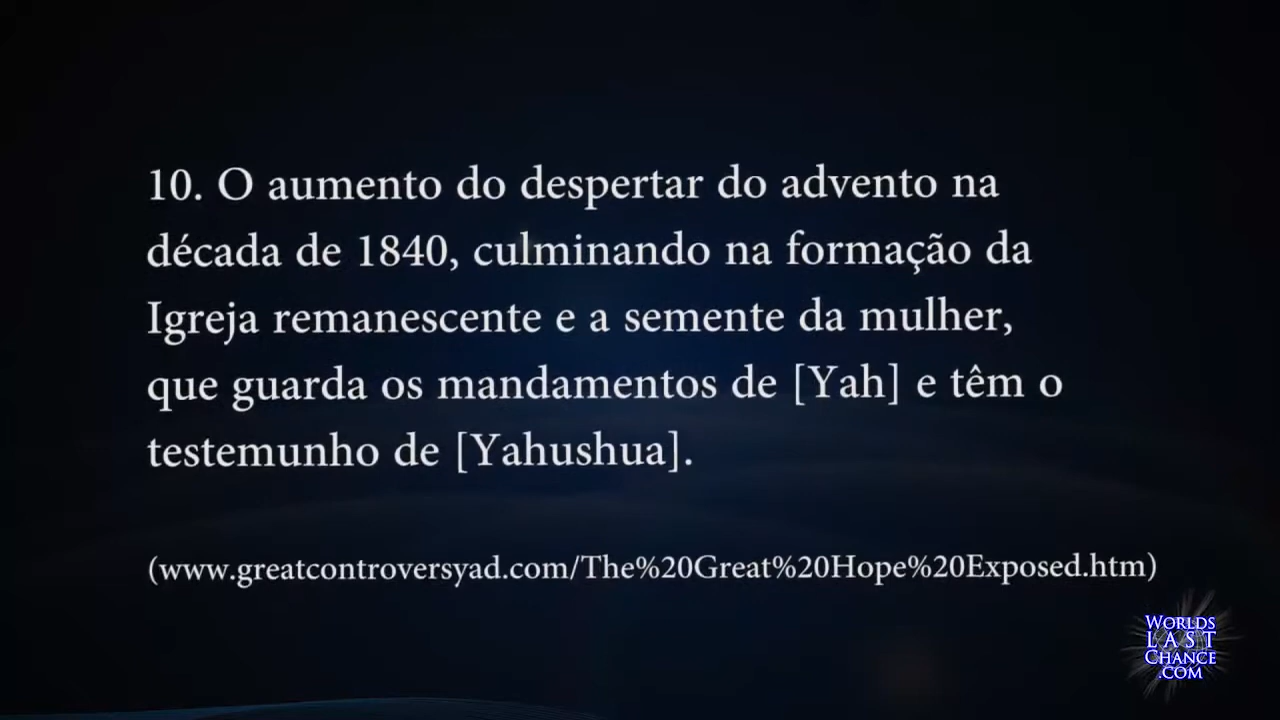 10. O aumento do despertar do advento na
década de 1840, culminando na formação da
Igreja remanescente e a semente da mulher,
que guarda os mandamentos de [Yah] e têm o
testemunho de [Yahushua].
(www.greatcontroversyad.com/The%20Great%20Hope%20Exposed.htm)
WORLDS
LAST
CHANCE
.COM